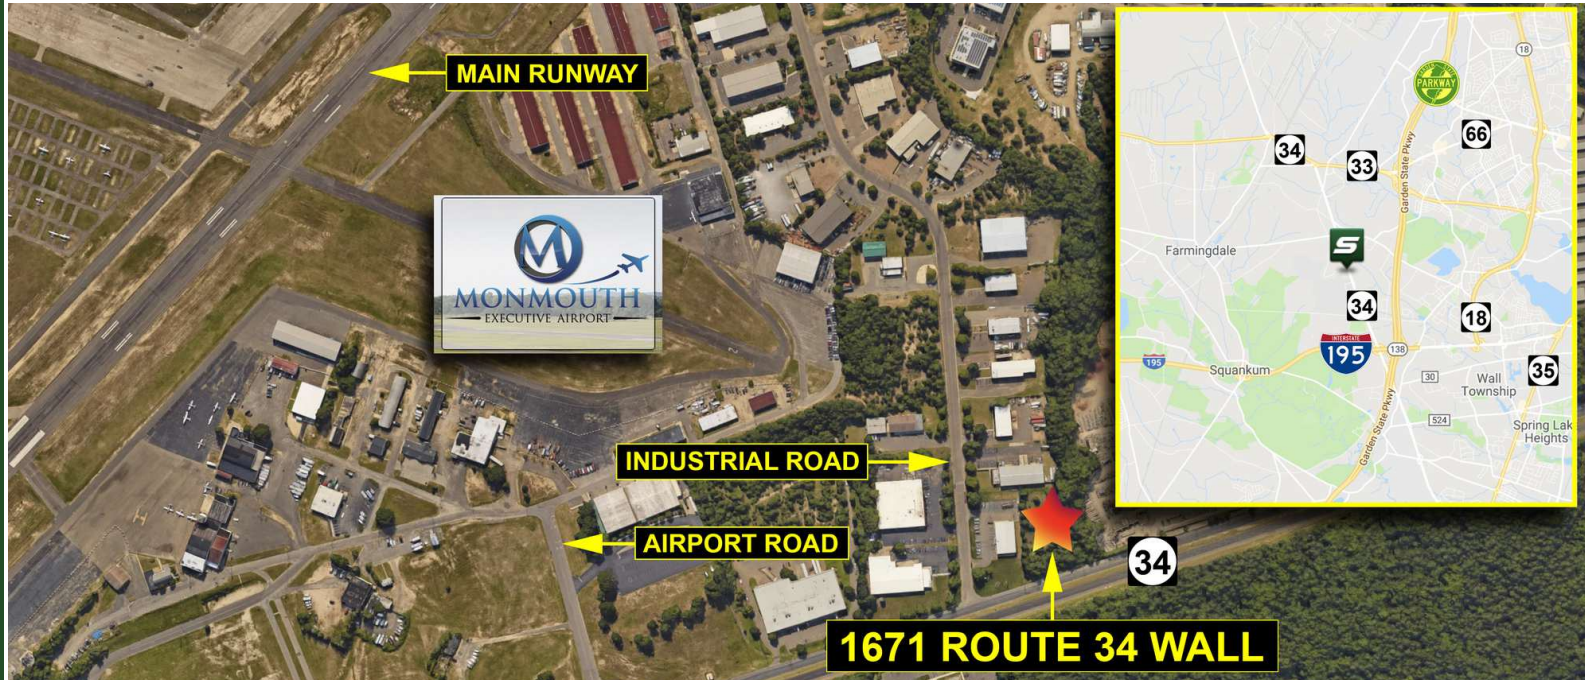 MAIN RUNWAY
M
MONMOUTH
EXECUTIVE AIRPORT
INDUSTRIAL ROAD
AIRPORT ROAD
34
1671 ROUTE 34 WALL
18
PARKWAY
66
34
33
Garden State Pkwy
Farmingdale
S
34
18
INTERSTATE
195
138
195
Squankum
30
Wall
Township
35
Garden State Pkwy
524
Spring Lak
Heights